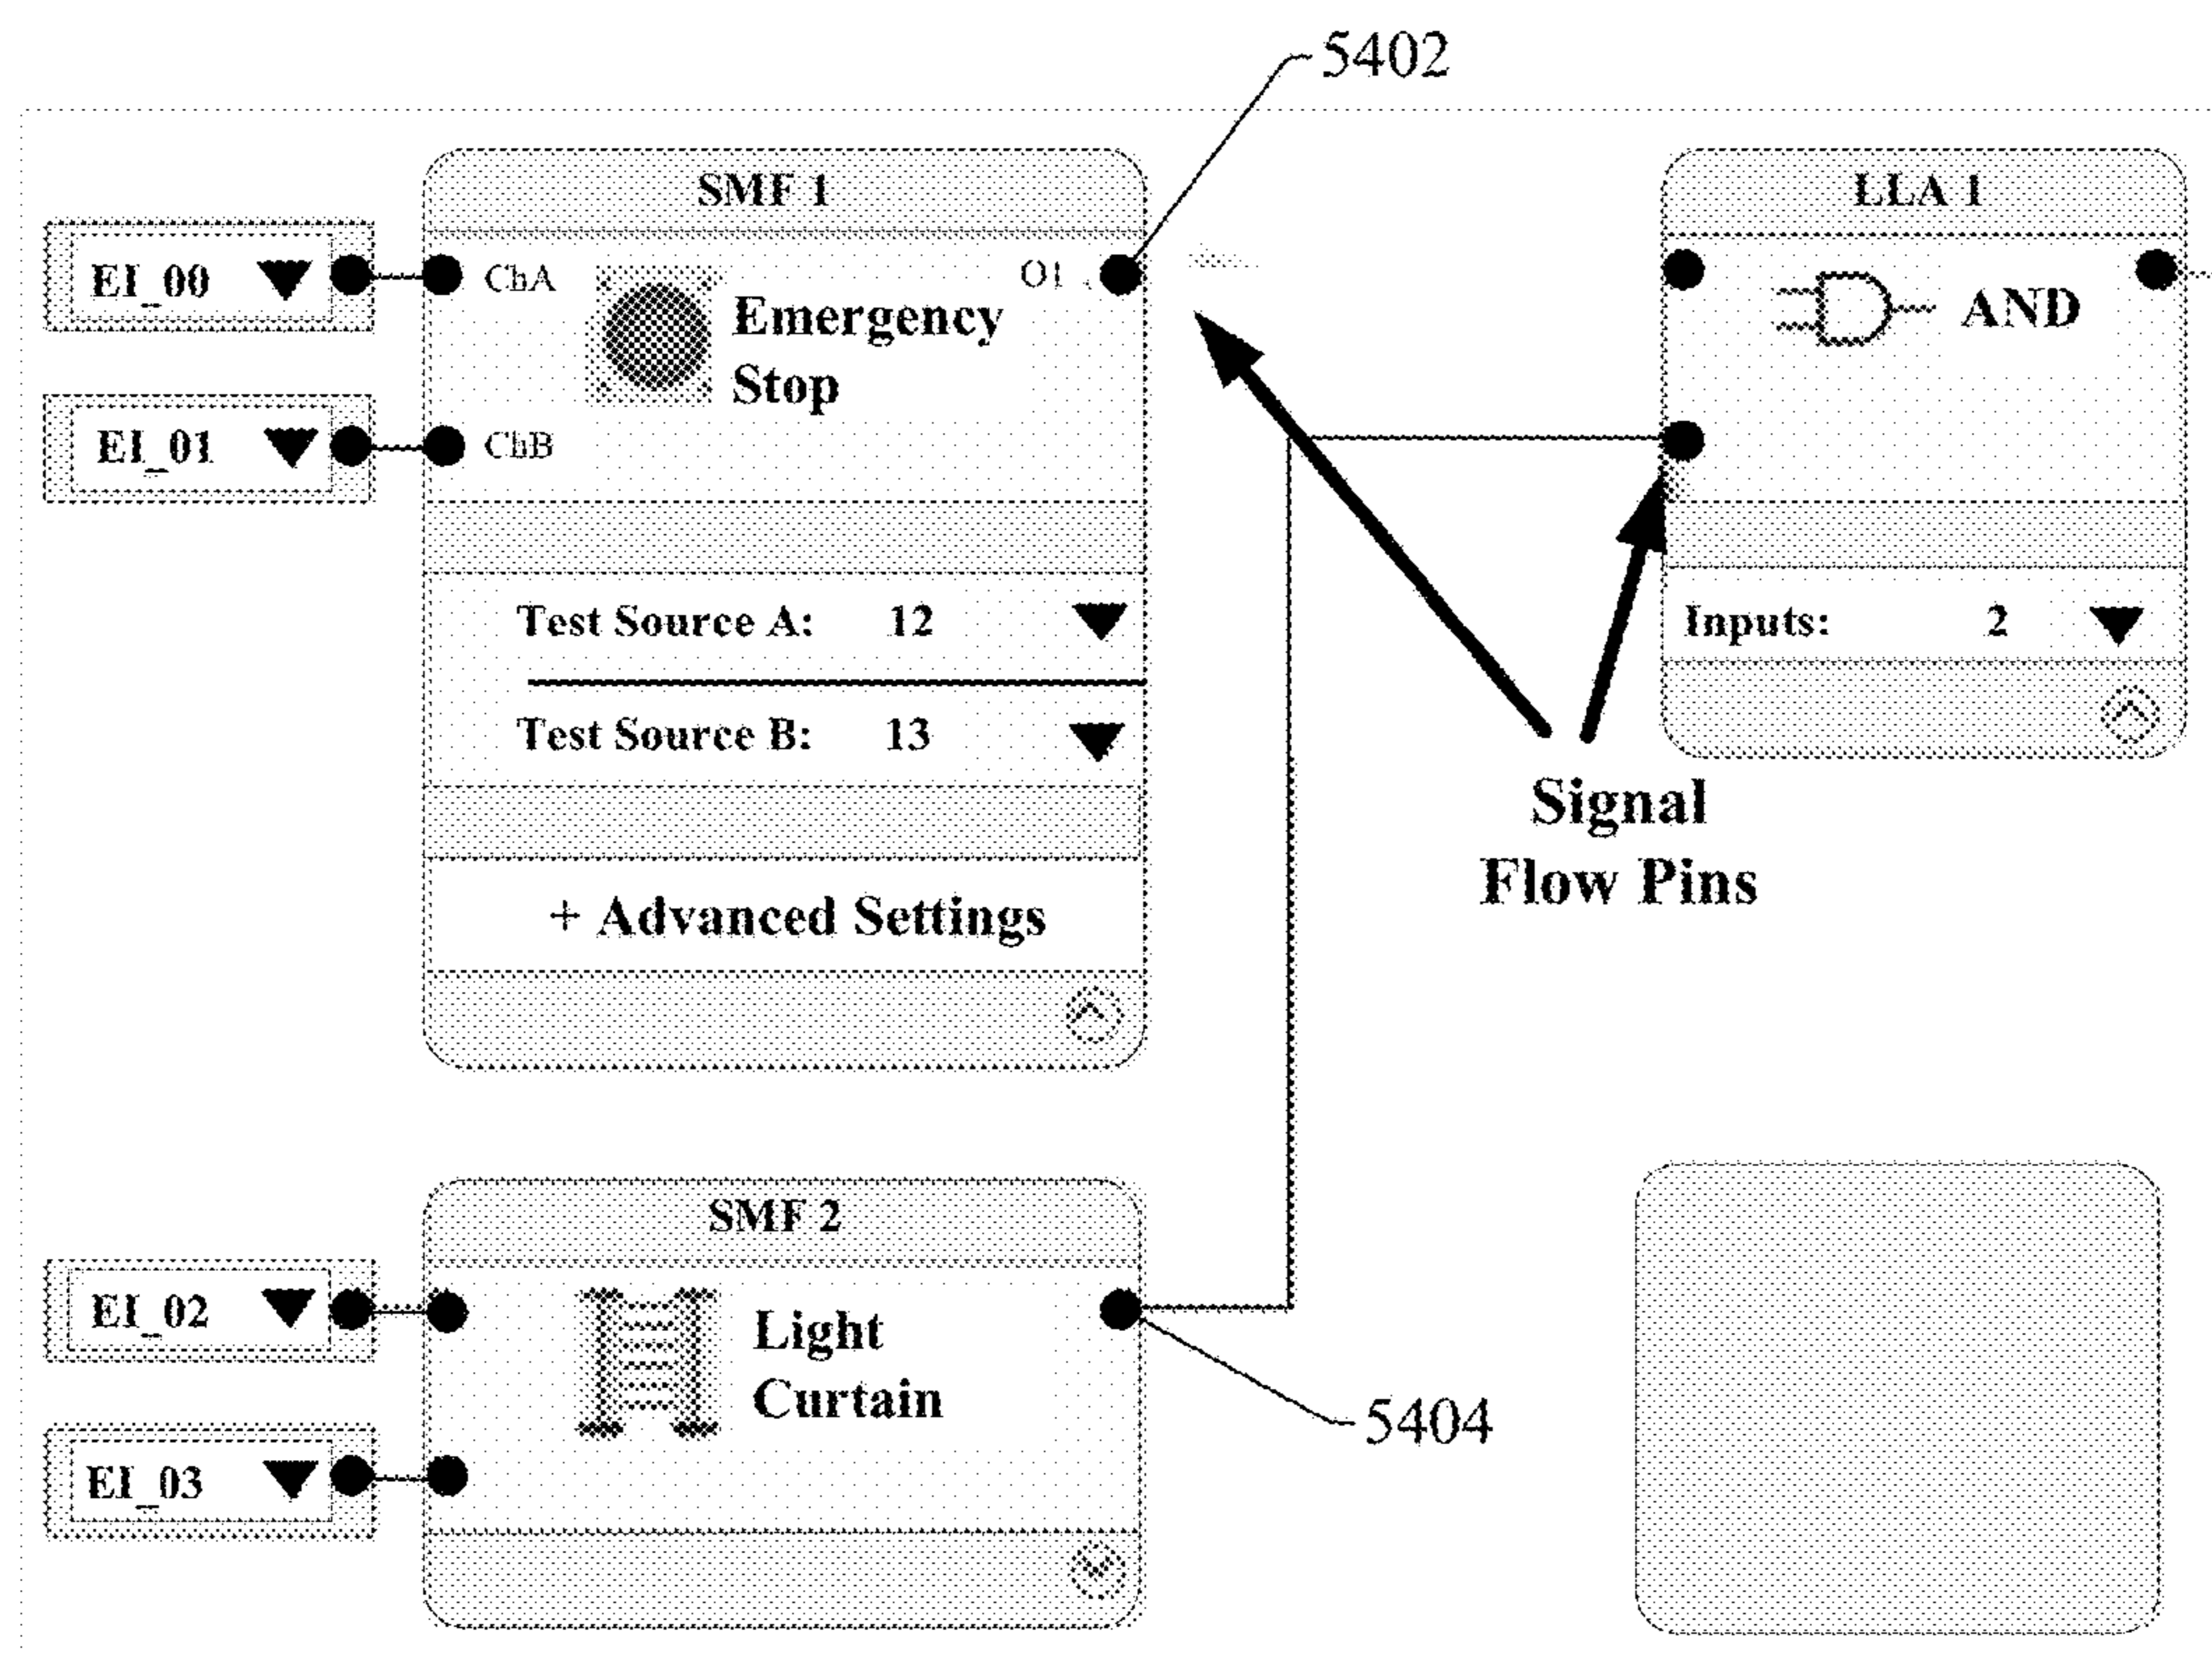 5402
SMF 1
LLA 1
EI_00
ChA
O1
Emergency
Stop
AND
EI_01
ChB
Test Source A: 12
Inputs: 2
Test Source B: 13
Signal
Flow Pins
+ Advanced Settings
SMF 2
EI_02
Light
Curtain
5404
EI_03